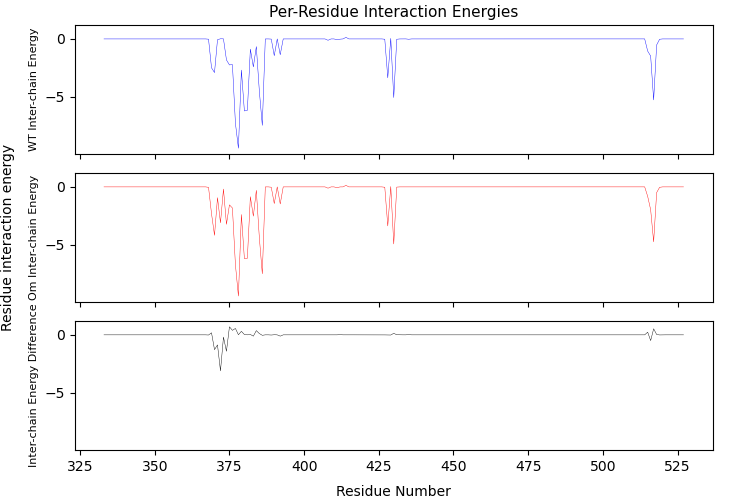 Per-Residue Interaction Energies
Residue interaction energy
WT Inter-chain Energy
0
−5
Om Inter-chain Energy
0
−5
Inter-chain Energy Difference
0
−5
325 350 375 400 425 450 475 500 525
Residue Number